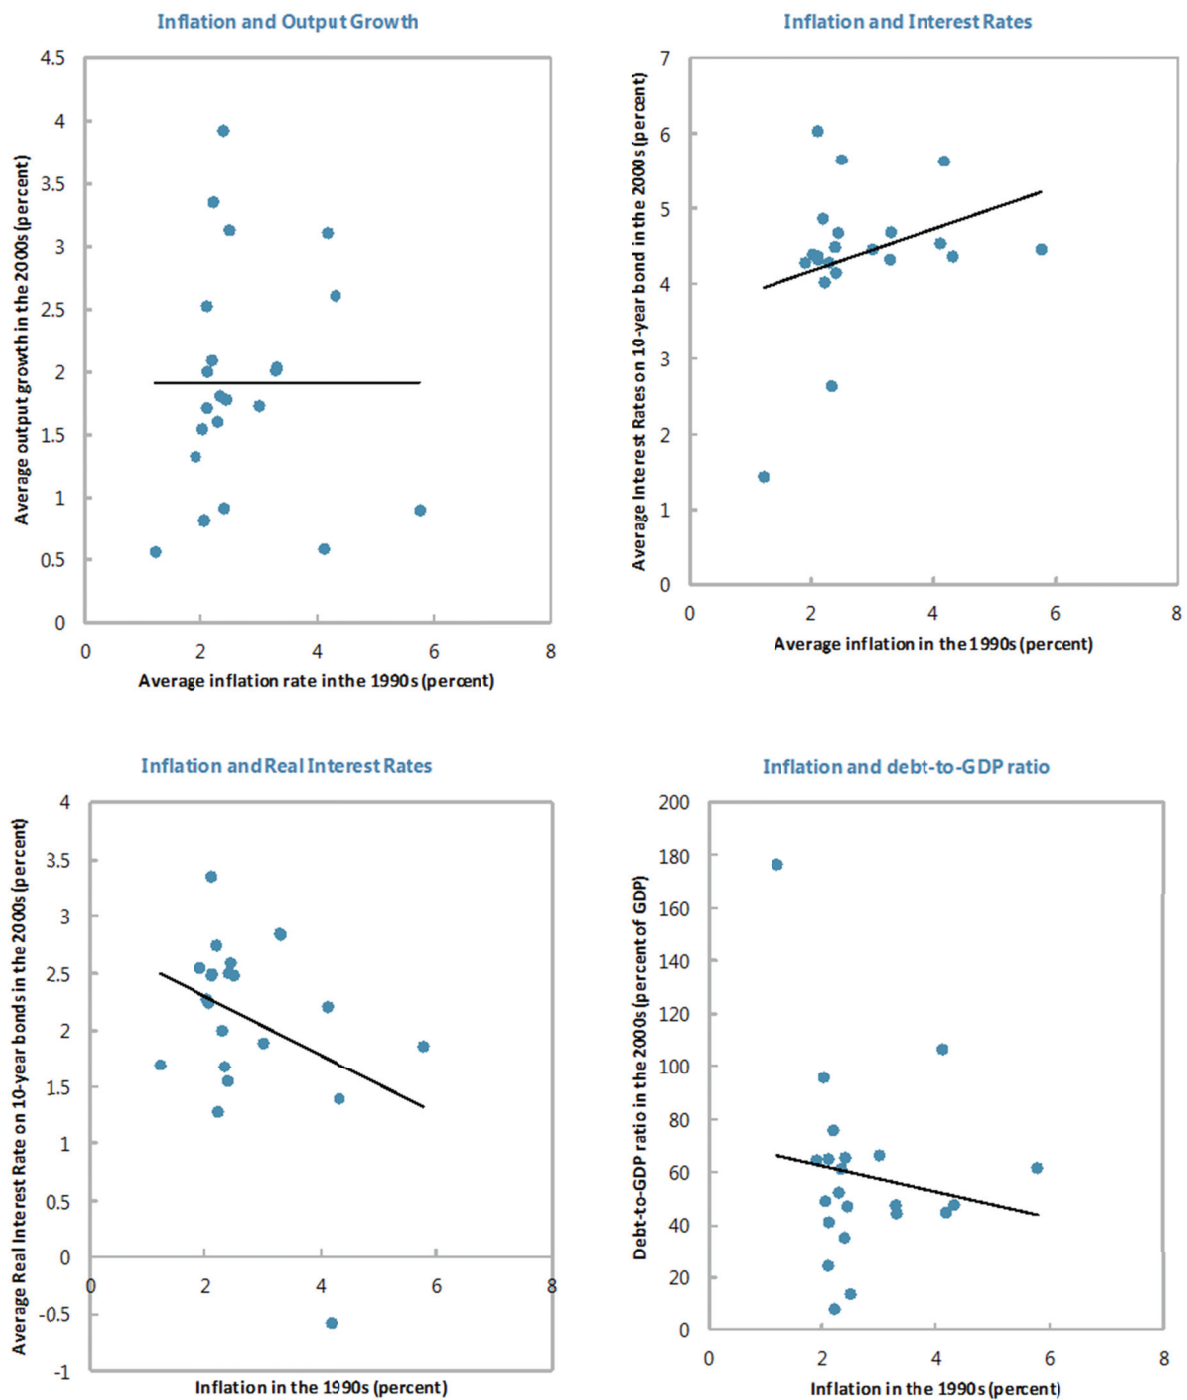 Inflation and Output Growth
Average output growth in the 2000s (percent)
4.5
4
3.5
3
2.5
2
1.5
1
0.5
0
0 2 4 6 8
Average inflation rate in the 1990s (percent)
Inflation and Interest Rates
Average Interest Rates on 10-year bond in the 2000s (percent)
7
6
5
4
3
2
1
0
0 2 4 6 8
Average inflation in the 1990s (percent)
Inflation and Real Interest Rates
Average Real Interest Rate on 10-year bonds in the 2000s (percent)
4
3.5
3
2.5
2
1.5
1
0.5
0
-0.5
-1
0 2 4 6 8
Inflation in the 1990s (percent)
Inflation and debt-to-GDP ratio
Debt-to-GDP ratio in the 2000s (percent of GDP)
200
180
160
140
120
100
80
60
40
20
0
0 2 4 6 8
Inflation in the 1990s (percent)